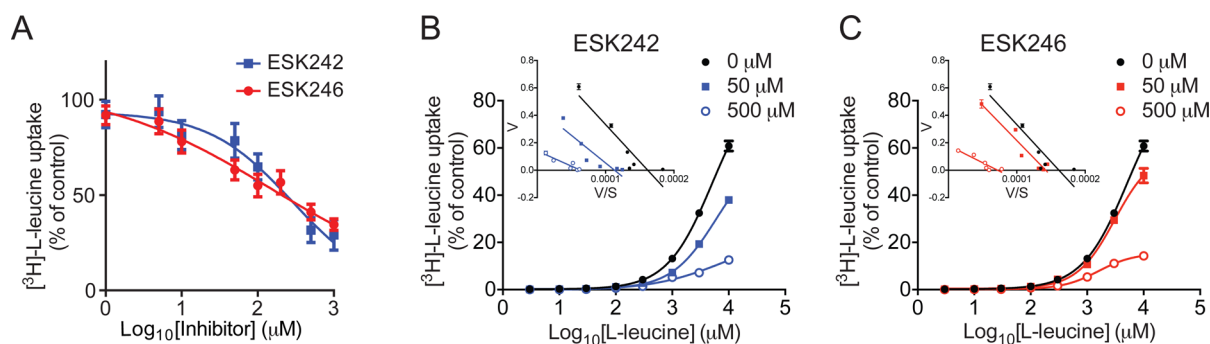 A
ESK242
ESK246
[³H]-L-leucine uptake
(% of control)
100
50
0
0
1
2
3
Log₁₀[Inhibitor] (μM)
B
ESK242
0 μM
50 μM
500 μM
[³H]-L-leucine uptake
(% of control)
80
60
40
20
0
0
1
2
3
4
5
Log₁₀[L-leucine] (μM)
V
0.8
0.6
0.4
0.2
0.0
-0.2
0.0001
0.0002
V/S
C
ESK246
0 μM
50 μM
500 μM
[³H]-L-leucine uptake
(% of control)
80
60
40
20
0
0
1
2
3
4
5
Log₁₀[L-leucine] (μM)
V
0.8
0.6
0.4
0.2
0.0
-0.2
0.0001
0.0002
V/S